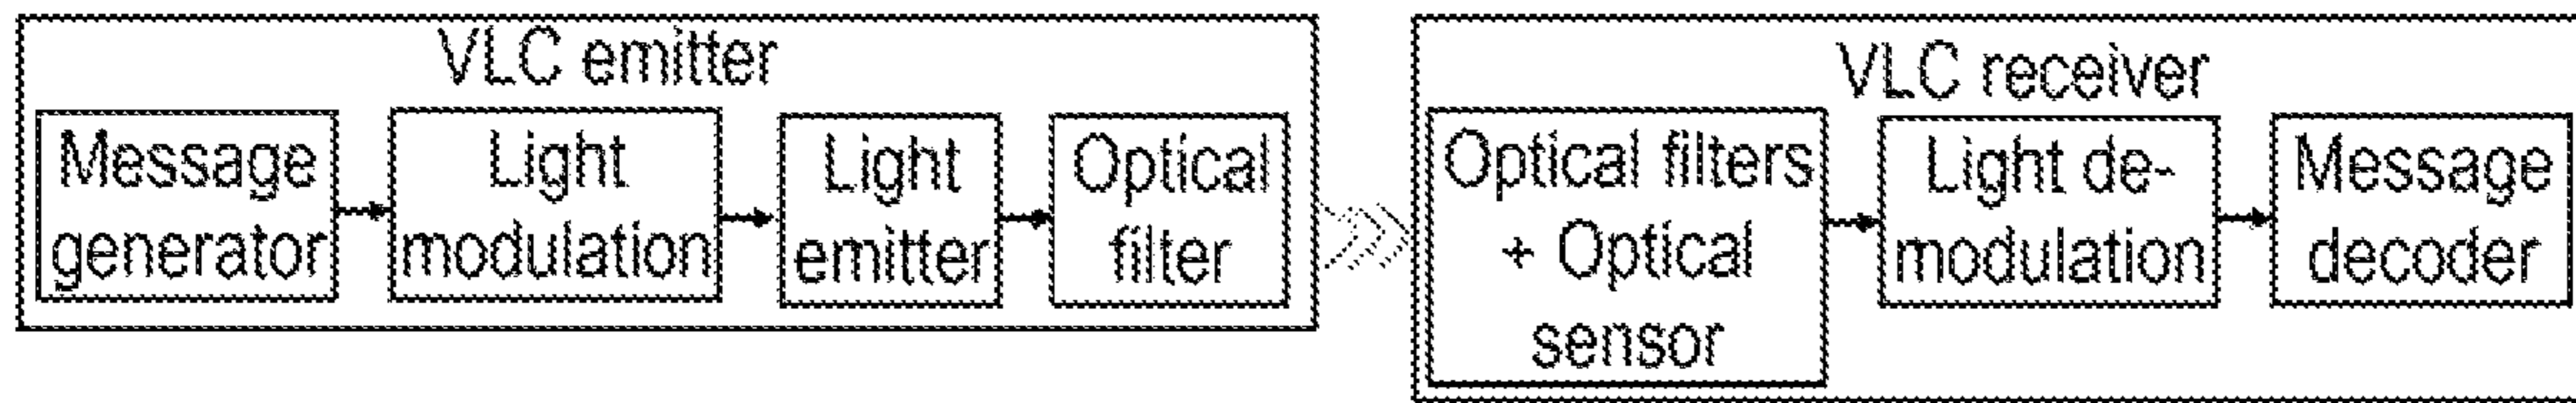 VLC emitter
Message
generator
Light
modulation
Light
emitter
Optical
filter
VLC receiver
Optical filters
+ Optical
sensor
Light de-
modulation
Message
decoder